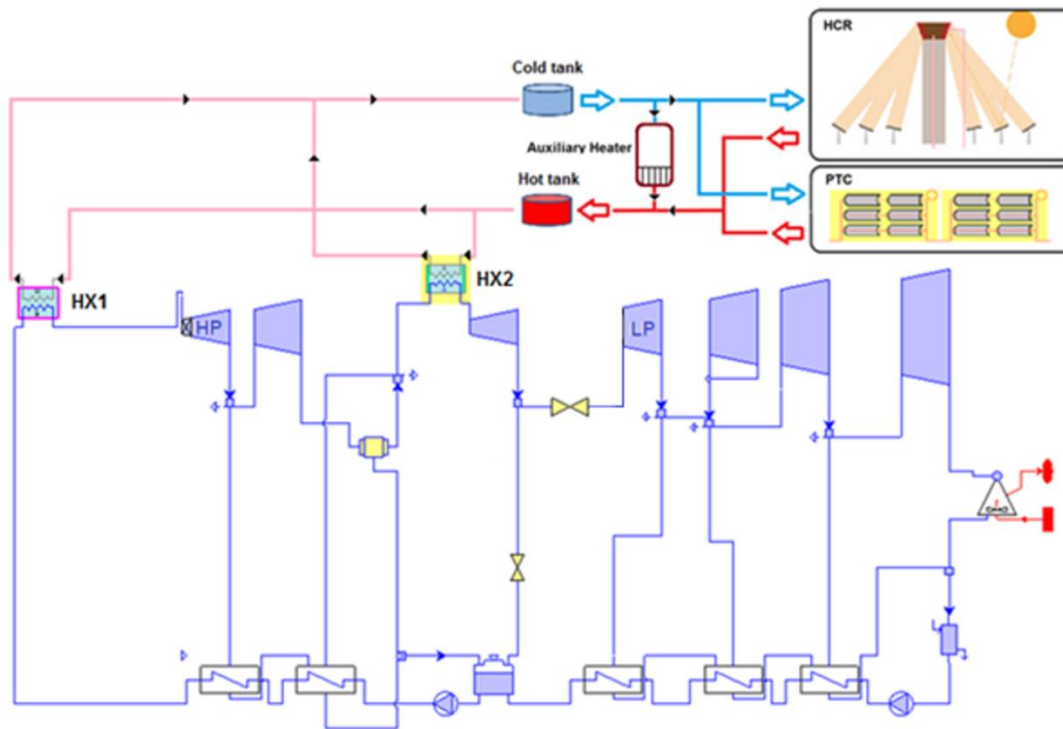 HCR
Cold tank
Auxiliary Heater
Hot tank
PTC
HX2
HX1
HP
LP